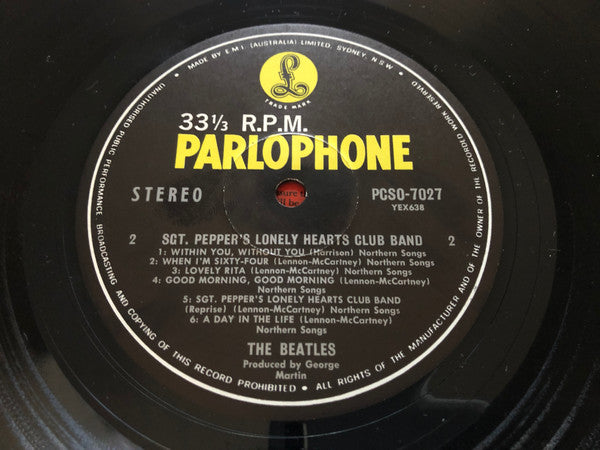 MADE BY E.M.I. (AUSTRALIA) LIMITED, SYDNEY, N.S.W. •
UNAUTHORISED PUBLIC PERFORMANCE, BROADCASTING AND COPYING OF THIS RECORD PROHIBITED • ALL RIGHTS OF THE MANUFACTURER AND OF THE OWNER OF THE RECORDED WORK RESERVED
£
TRADE MARK
33 1/3 R.P.M.
PARLOPHONE
STEREO
PCSO-7027
YEX638
2 SGT. PEPPER'S LONELY HEARTS CLUB BAND 2
1: WITHIN YOU, WITHOUT YOU (Harrison) Northern Songs
2: WHEN I'M SIXTY-FOUR (Lennon-McCartney) Northern Songs
3: LOVELY RITA (Lennon-McCartney) Northern Songs
4: GOOD MORNING, GOOD MORNING (Lennon-McCartney)
Northern Songs
5: SGT. PEPPER'S LONELY HEARTS CLUB BAND
(Reprise) (Lennon-McCartney) Northern Songs
6: A DAY IN THE LIFE (Lennon-McCartney)
Northern Songs
THE BEATLES
Produced by George
Martin